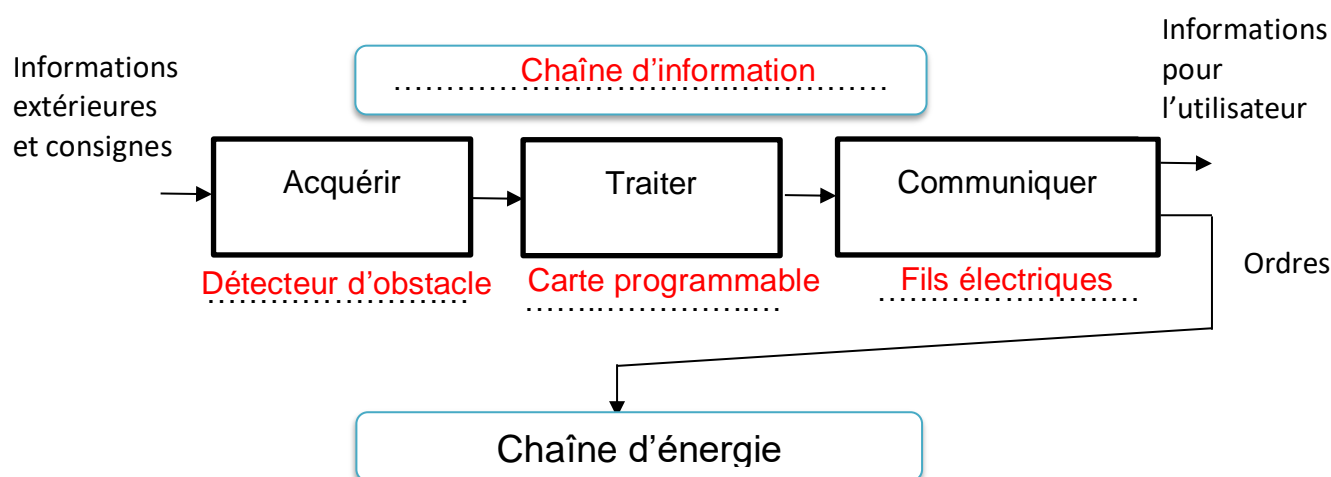 Informations
extérieures
et consignes
Chaîne d’information
Informations
pour
l’utilisateur
Acquérir
Traiter
Communiquer
Détecteur d’obstacle
Carte programmable
Fils électriques
Ordres
Chaîne d’énergie